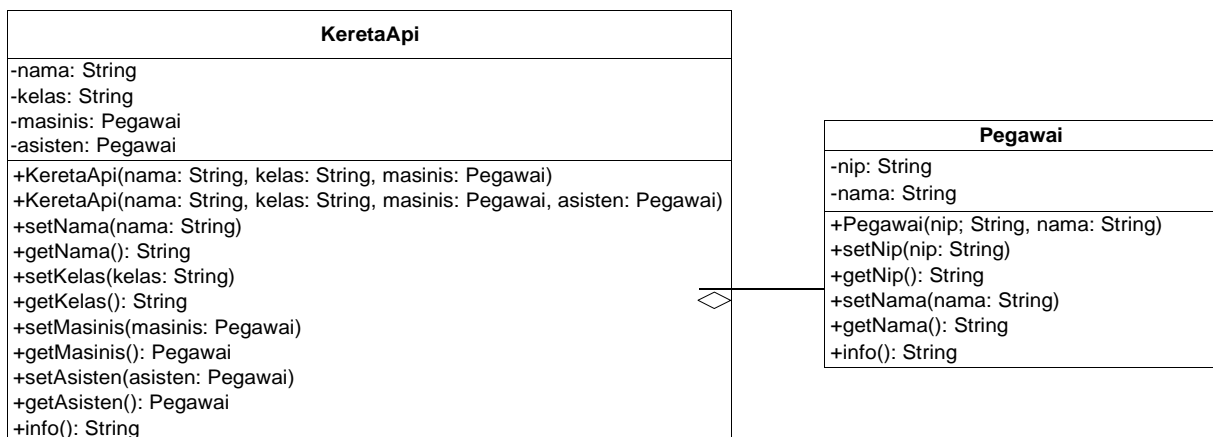 KeretaApi
-nama: String
-kelas: String
-masinis: Pegawai
-asisten: Pegawai
+KeretaApi(nama: String, kelas: String, masinis: Pegawai)
+KeretaApi(nama: String, kelas: String, masinis: Pegawai, asisten: Pegawai)
+setNama(nama: String)
+getNama(): String
+setKelas(kelas: String)
+getKelas(): String
+setMasinis(masinis: Pegawai)
+getMasinis(): Pegawai
+setAsisten(asisten: Pegawai)
+getAsisten(): Pegawai
+info(): String
Pegawai
-nip: String
-nama: String
+Pegawai(nip; String, nama: String)
+setNip(nip: String)
+getNip(): String
+setNama(nama: String)
+getNama(): String
+info(): String